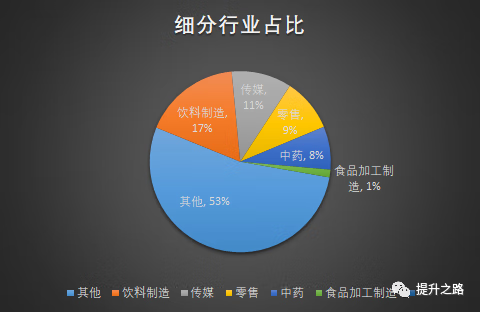 细分行业占比
传媒,
11%
饮料制造,
17%
零售,
9%
中药, 8%
食品加工制
造, 1%
其他, 53%
其他 饮料制造 传媒 零售 中药 食品加工制造
提升之路